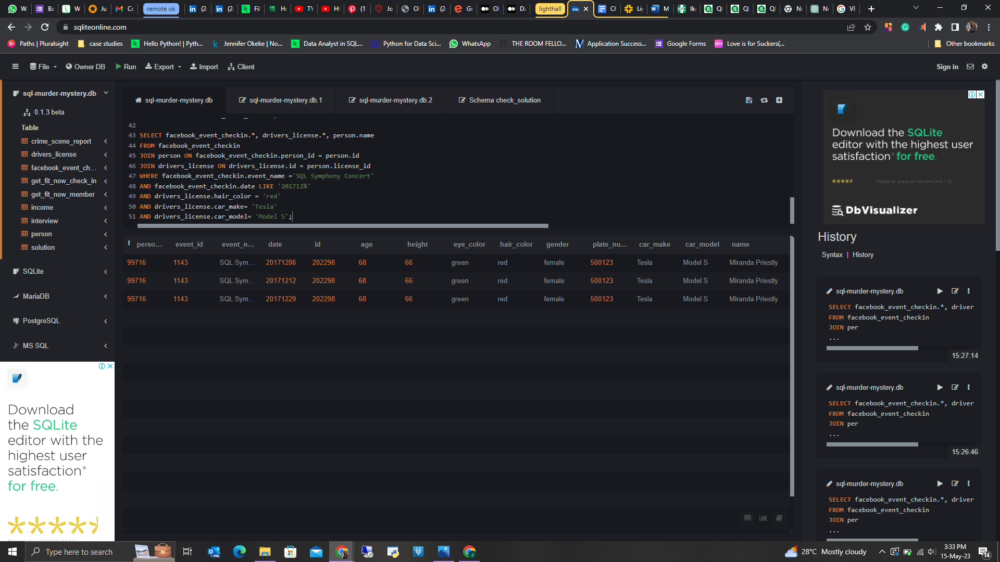 Wi
Ba
W
Ju
Co
remote ok
(2
(2
Fil
Ho
TY
HO
(1
Jo
Ol
(2
Ge
Ol
Da
lighthall
Ch
Lig
M
Ik
Q
Q
Q
Ne
Ne
VE
sqliteonline.com
Paths | Pluralsight
case studies
Hello Python! | Pyth...
Jennifer Okeke | No...
Data Analyst in SQL...
Python for Data Sci...
WhatsApp
THE ROOM FELLO...
Application Success...
Google Forms
Love is for Suckers(...
Other bookmarks
File
Owner DB
Run
Export
Import
Client
Sign in
sql-murder-mystery.db
0.1.3 beta
Table
crime_scene_report
drivers_license
facebook_event_ch...
get_fit_now_check_in
get_fit_now_member
income
interview
person
solution
SQLite
MariaDB
PostgreSQL
MS SQL
Download
the SQLite
editor with the
highest user
satisfaction*
for free.
sql-murder-mystery.db
sql-murder-mystery.db.1
sql-murder-mystery.db.2
Schema check_solution
42
43 SELECT facebook_event_checkin.*, drivers_license.*, person.name
44 FROM facebook_event_checkin
45 JOIN person ON facebook_event_checkin.person_id = person.id
46 JOIN drivers_license ON drivers_license.id = person.license_id
47 WHERE facebook_event_checkin.event_name ='SQL Symphony Concert'
48 AND facebook_event_checkin.date LIKE '201712%'
49 AND drivers_license.hair_color = 'red'
50 AND drivers_license.car_make= 'Tesla'
51 AND drivers_license.car_model= 'Model S';
perso... event_id event_n... date id age height eye_color hair_color gender plate_nu... car_make car_model name
99716 1143 SQL Sym... 20171206 202298 68 66 green red female 500123 Tesla Model S Miranda Priestly
99716 1143 SQL Sym... 20171212 202298 68 66 green red female 500123 Tesla Model S Miranda Priestly
99716 1143 SQL Sym... 20171229 202298 68 66 green red female 500123 Tesla Model S Miranda Priestly
Download the SQLite
editor with the highest user
satisfaction* for free.
*Rated 1st place on G2.com (4.6 / 5)
DbVisualizer
History
Syntax | History
sql-murder-mystery.db
SELECT facebook_event_checkin.*, driver
FROM facebook_event_checkin
JOIN per
...
15:27:14
sql-murder-mystery.db
SELECT facebook_event_checkin.*, driver
FROM facebook_event_checkin
JOIN per
...
15:26:46
sql-murder-mystery.db
SELECT facebook_event_checkin.*, driver
FROM facebook_event_checkin
JOIN per
...
Type here to search
28°C Mostly cloudy
3:33 PM
15-May-23
14